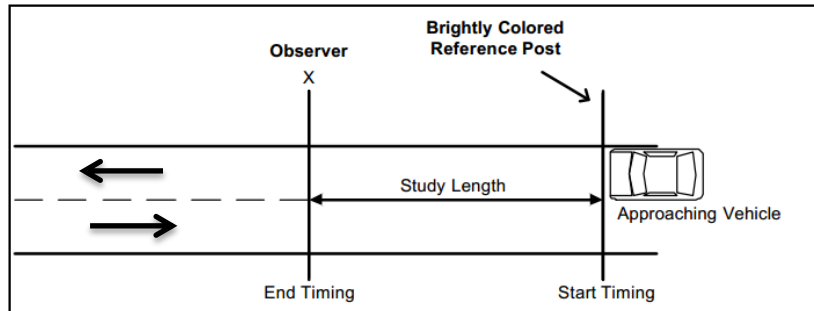 Brightly Colored
Reference Post
Observer
X
Study Length
Approaching Vehicle
End Timing
Start Timing